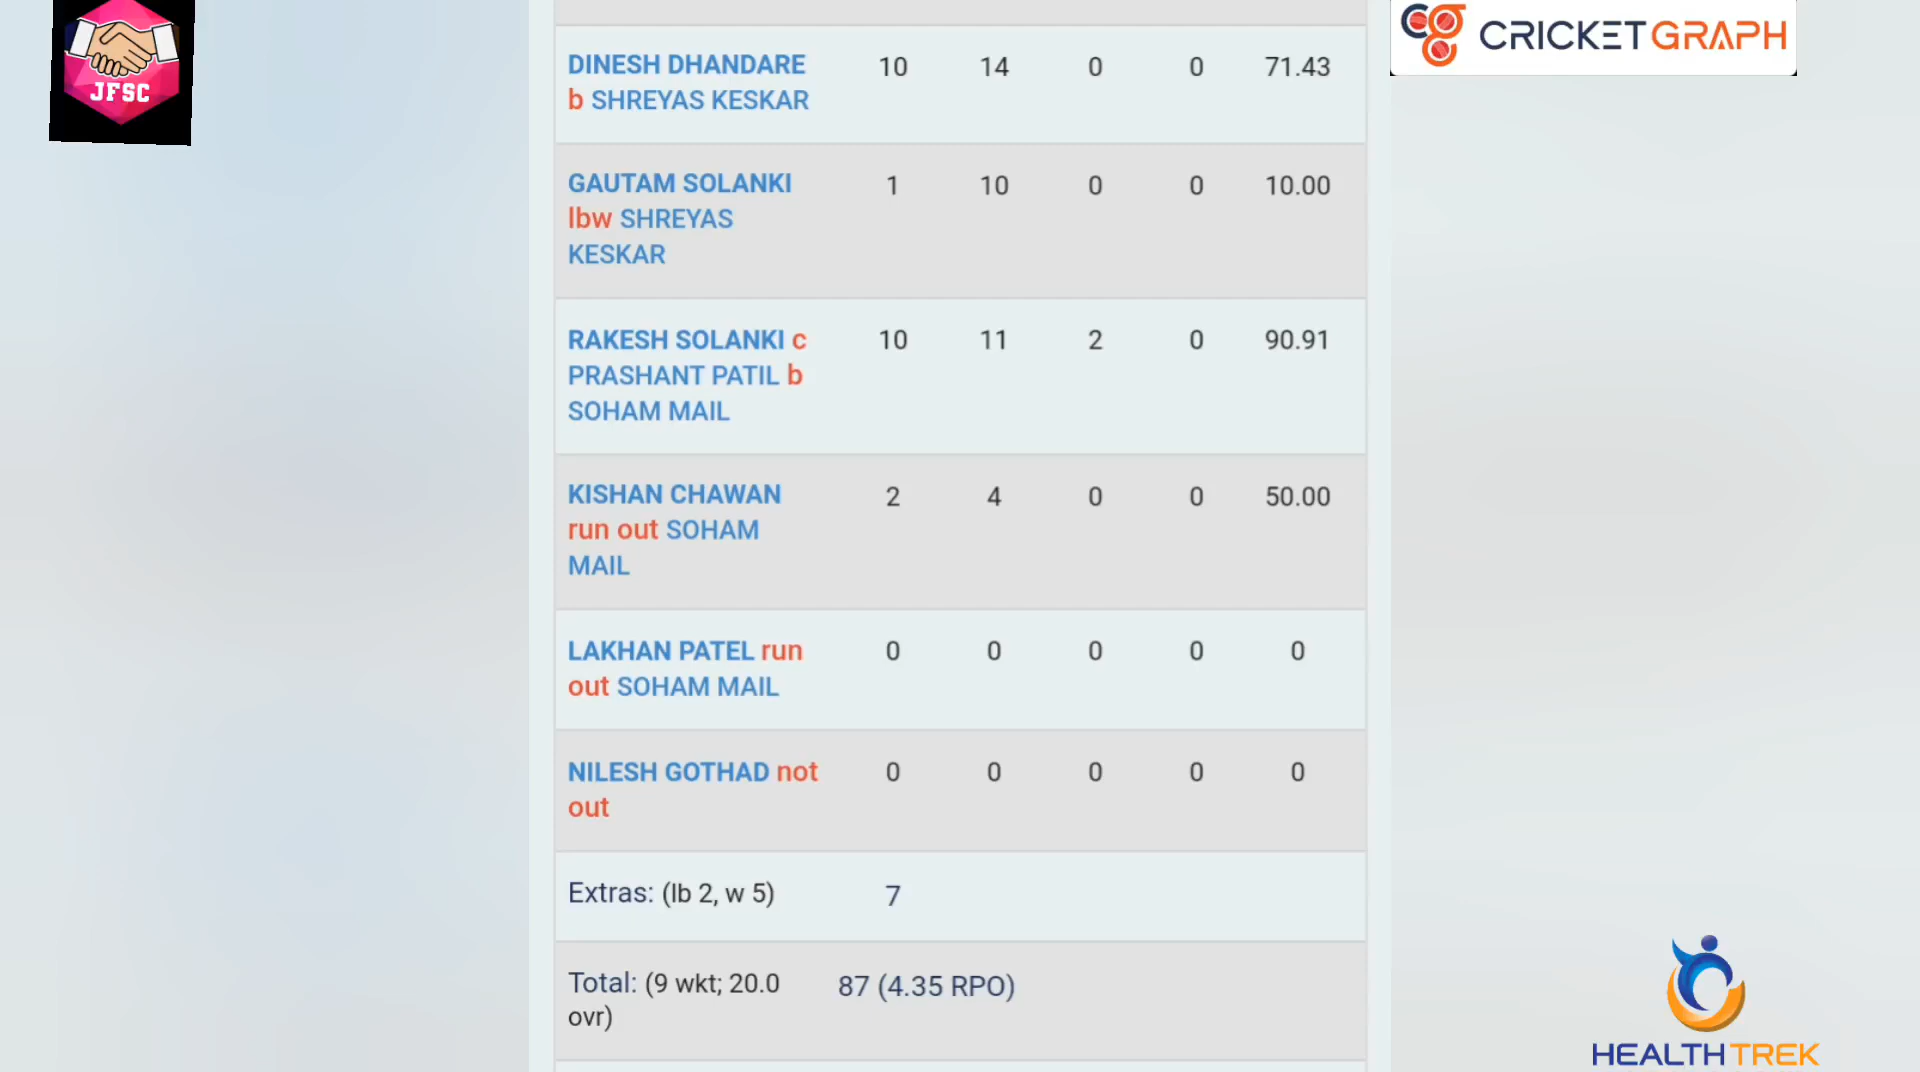 JFSC
CRICKETGRAPH
DINESH DHANDARE 10 14 0 0 71.43
b SHREYAS KESKAR
GAUTAM SOLANKI 1 10 0 0 10.00
lbw SHREYAS
KESKAR
RAKESH SOLANKI c 10 11 2 0 90.91
PRASHANT PATIL b
SOHAM MAIL
KISHAN CHAWAN 2 4 0 0 50.00
run out SOHAM
MAIL
LAKHAN PATEL run 0 0 0 0 0
out SOHAM MAIL
NILESH GOTHAD not 0 0 0 0 0
out
Extras: (lb 2, w 5) 7
Total: (9 wkt; 20.0 87 (4.35 RPO)
ovr)
HEALTH TREK